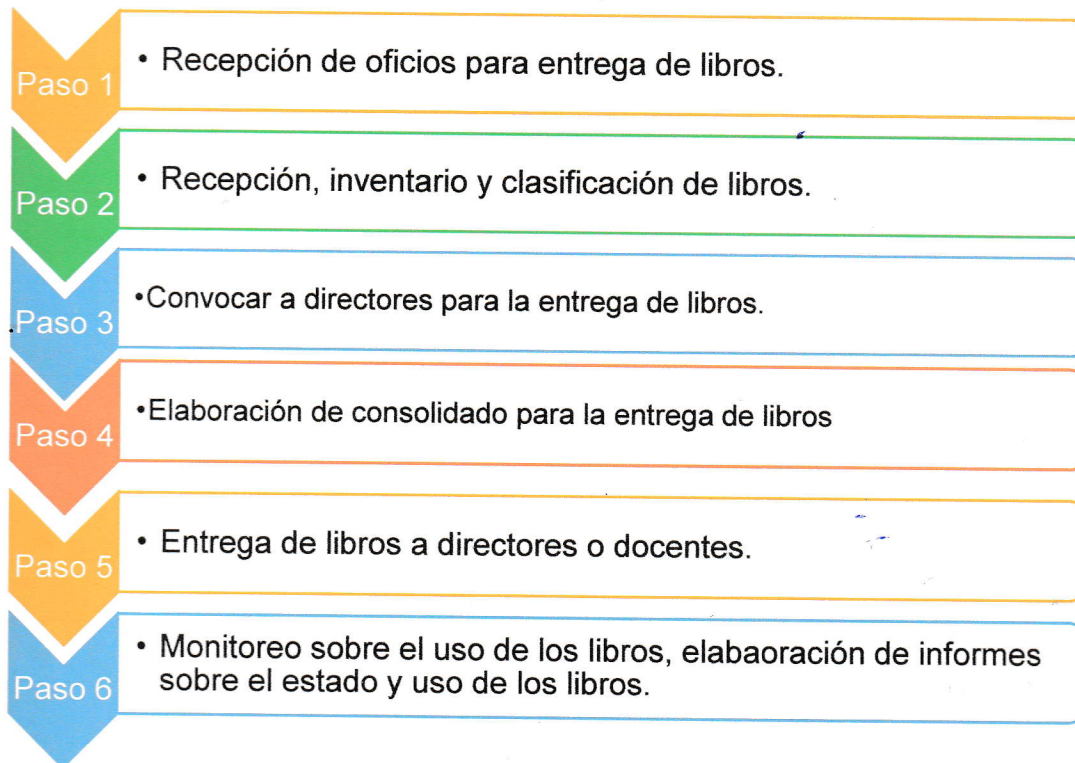 Paso 1
• Recepción de oficios para entrega de libros.
Paso 2
• Recepción, inventario y clasificación de libros.
Paso 3
•Convocar a directores para la entrega de libros.
Paso 4
•Elaboración de consolidado para la entrega de libros
Paso 5
• Entrega de libros a directores o docentes.
Paso 6
• Monitoreo sobre el uso de los libros, elabaoración de informes
sobre el estado y uso de los libros.